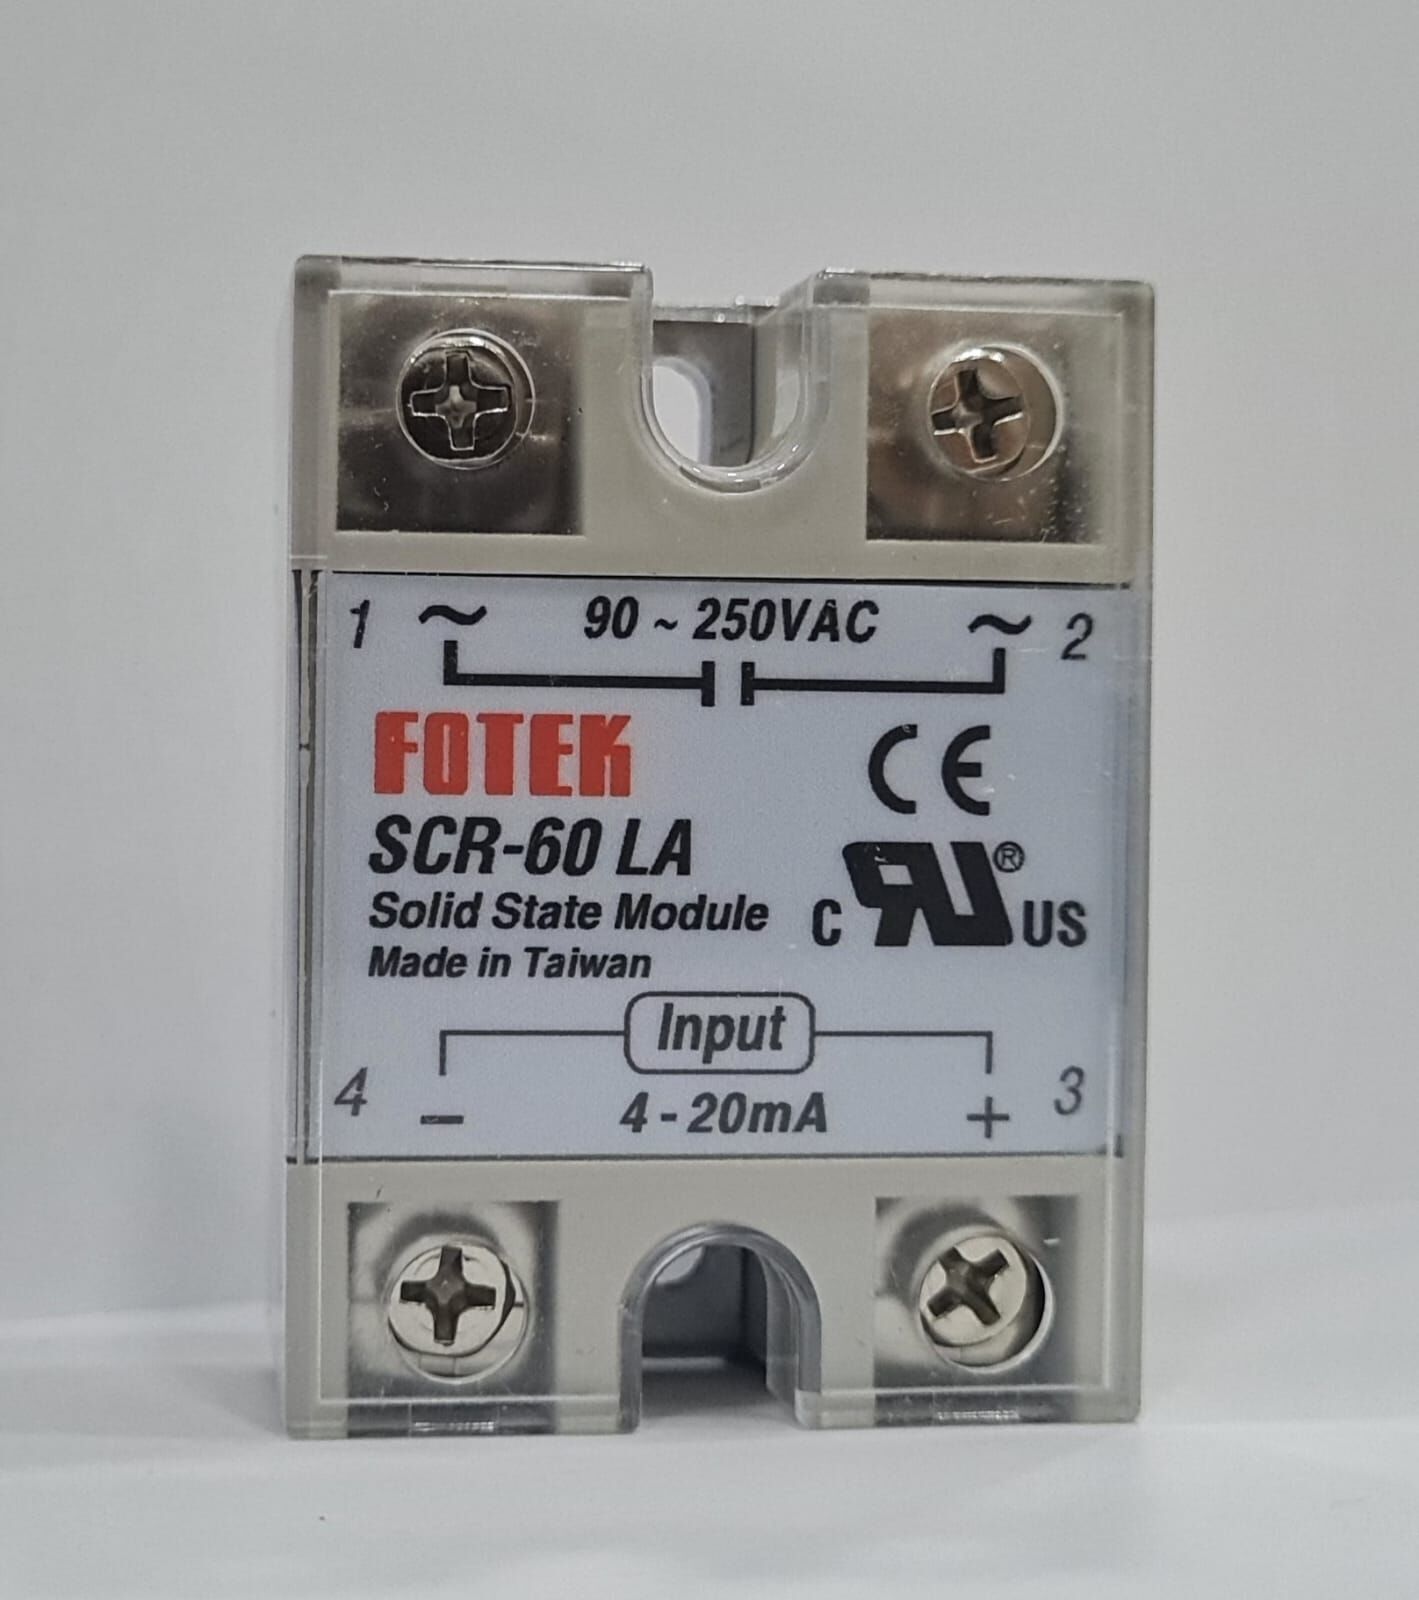 1 ~ 90 ~ 250VAC ~ 2
FOTEK
CE
SCR-60 LA
Solid State Module
c RU® US
Made in Taiwan
Input
4 - 4-20mA + 3